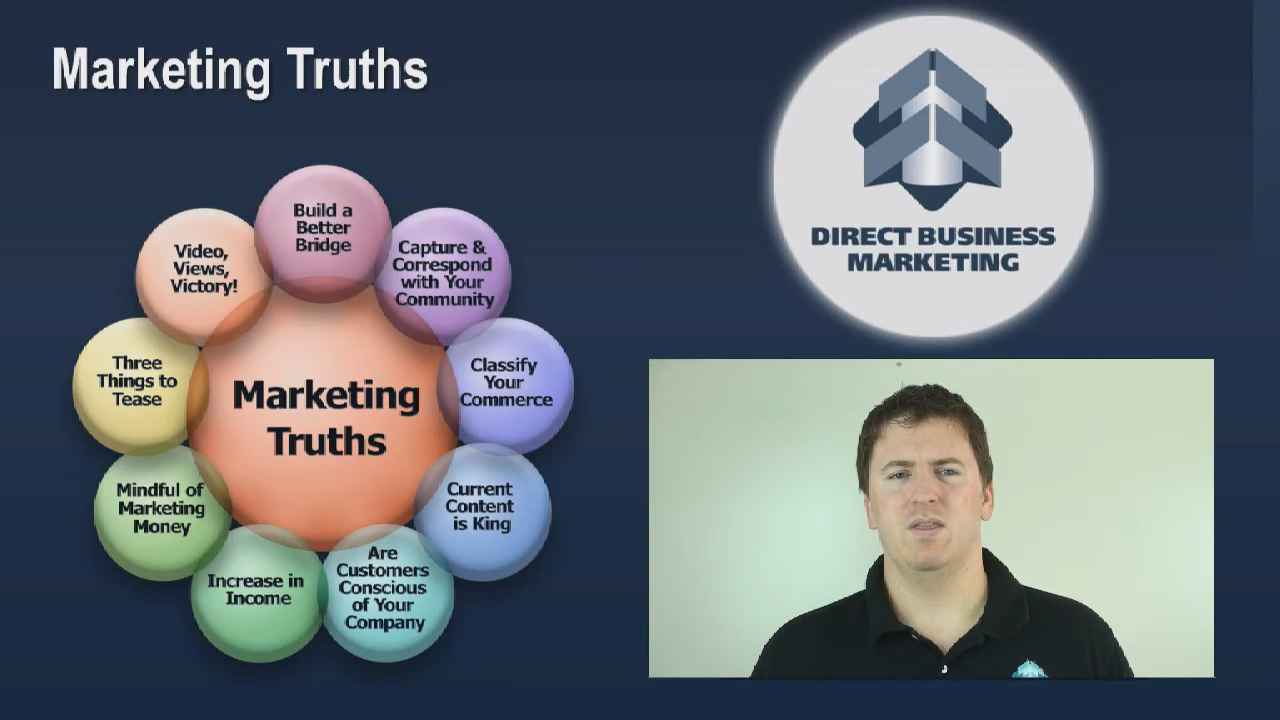 Marketing Truths
DIRECT BUSINESS
MARKETING
Build a
Better
Bridge
Capture &
Correspond
with Your
Community
Classify
Your
Commerce
Current
Content
is King
Are
Customers
Conscious
of Your
Company
Increase in
Income
Mindful of
Marketing
Money
Three
Things to
Tease
Video,
Views,
Victory!
Marketing
Truths